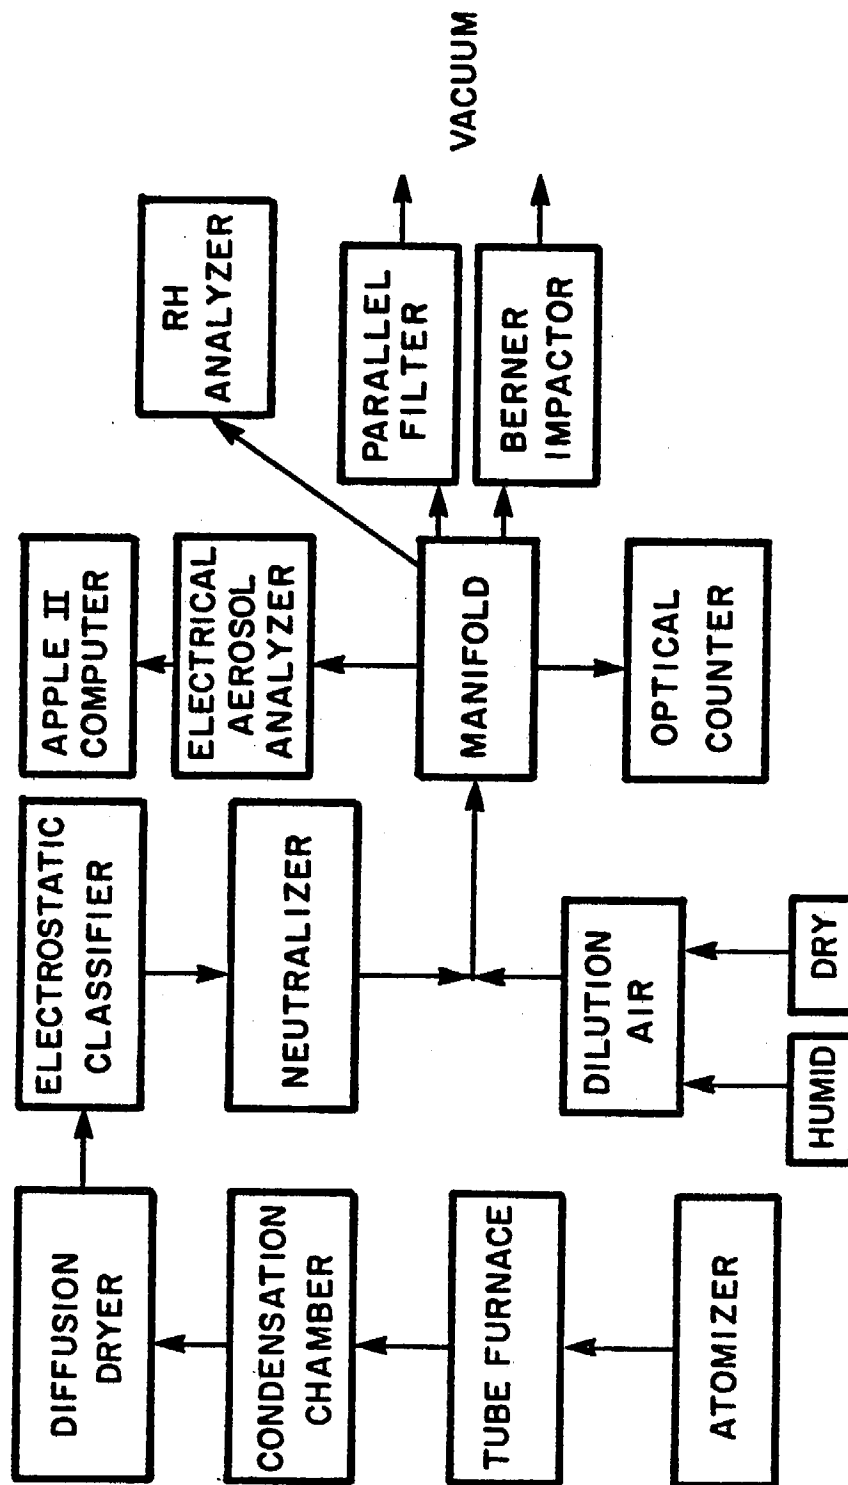 DIFFUSION
DRYER
CONDENSATION
CHAMBER
TUBE FURNACE
ATOMIZER
ELECTROSTATIC
CLASSIFIER
NEUTRALIZER
DILUTION
AIR
HUMID
DRY
APPLE II
COMPUTER
ELECTRICAL
AEROSOL
ANALYZER
MANIFOLD
OPTICAL
COUNTER
RH
ANALYZER
PARALLEL
FILTER
BERNER
IMPACTOR
VACUUM